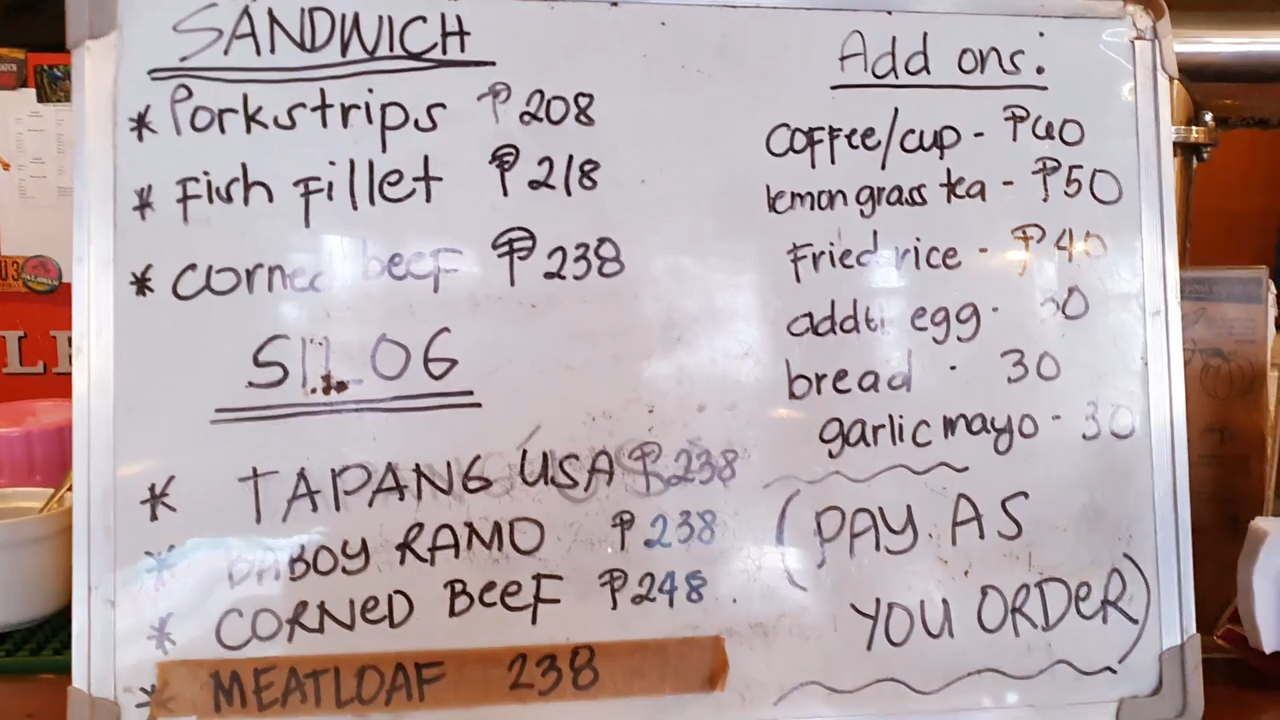 SANDWICH
* Porkstrips ₱208
* Fish Fillet ₱218
* Corned beef ₱238
SILOG
* TAPANG USA ₱238
* BABOY RAMO ₱238
* CORNED BEEF ₱248.
* MEATLOAF 238
Add ons:
COFFEE/cup - ₱40
lemon grass tea - ₱50
Fried rice - ₱40
addtl egg - 30
bread - 30
garlic mayo - 30
(PAY AS
YOU ORDER)